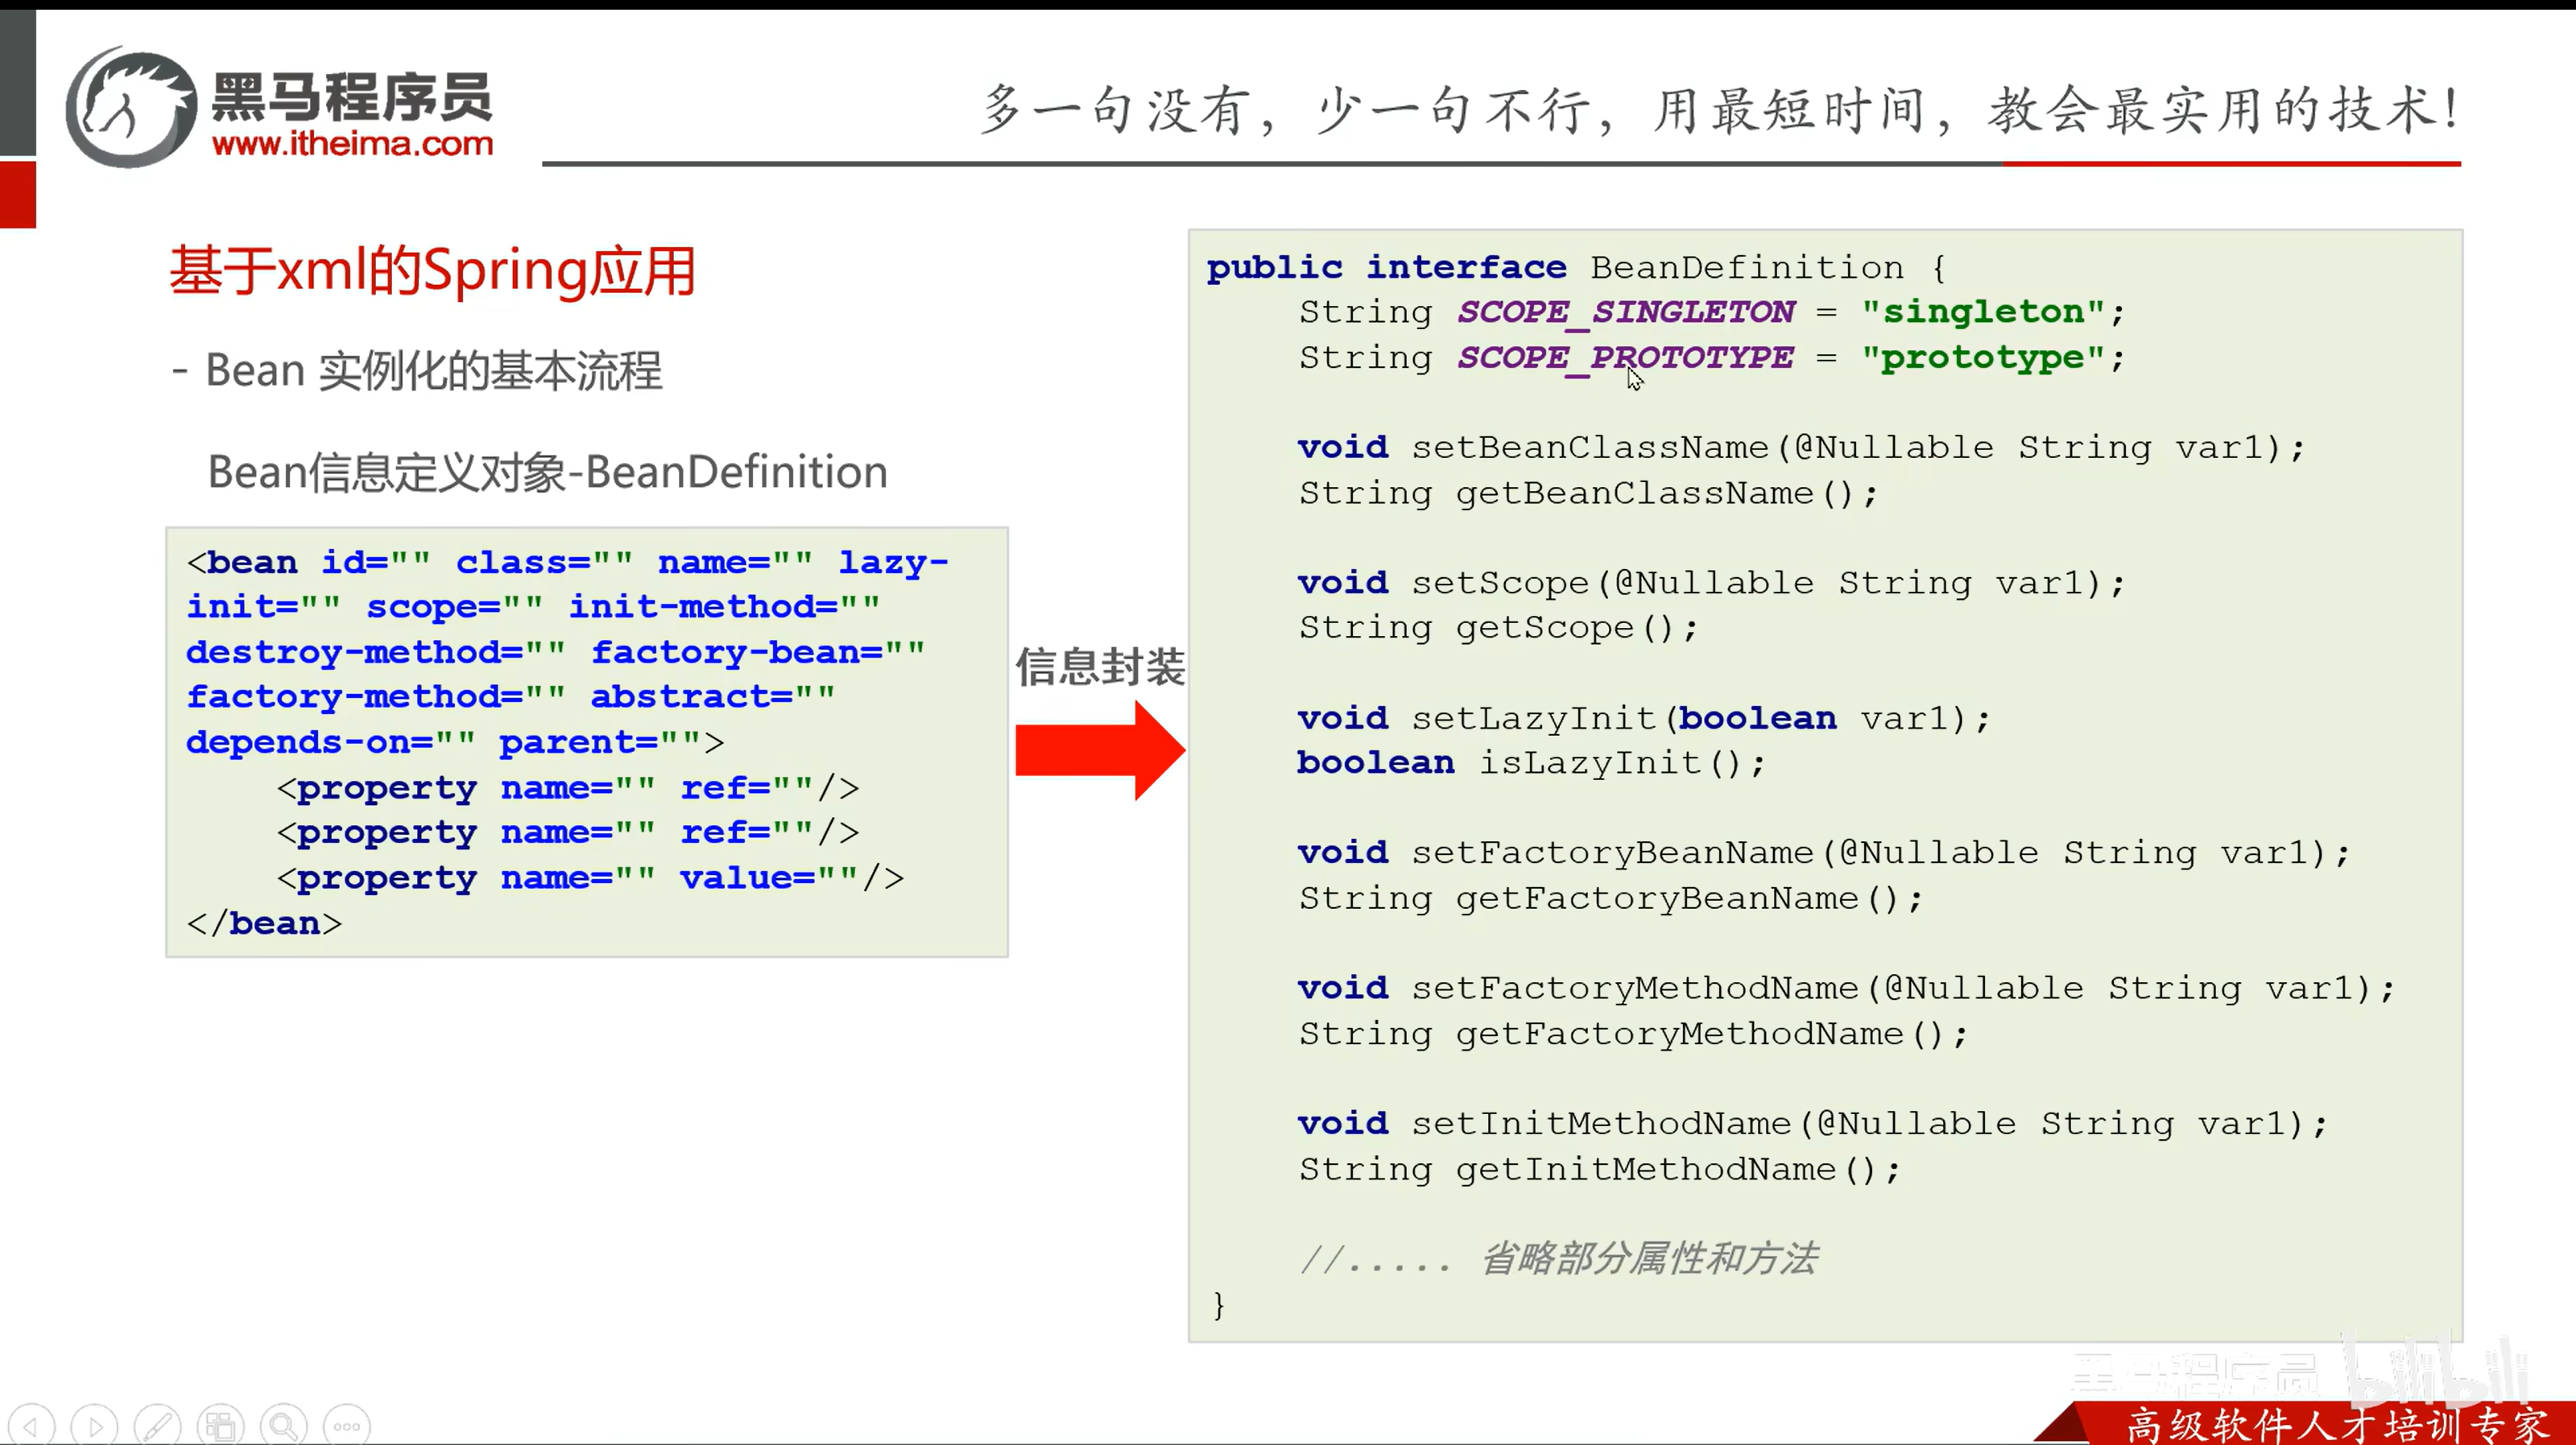 黑马程序员
www.itheima.com
多一句没有，少一句不行，用最短时间，教会最实用的技术！
基于xml的Spring应用
- Bean 实例化的基本流程
Bean信息定义对象-BeanDefinition
<bean id="" class="" name="" lazy-
init="" scope="" init-method=""
destroy-method="" factory-bean=""
factory-method="" abstract=""
depends-on="" parent="">
    <property name="" ref=""/>
    <property name="" ref=""/>
    <property name="" value=""/>
</bean>
信息封装
public interface BeanDefinition {
    String SCOPE_SINGLETON = "singleton";
    String SCOPE_PROTOTYPE = "prototype";
    void setBeanClassName(@Nullable String var1);
    String getBeanClassName();
    void setScope(@Nullable String var1);
    String getScope();
    void setLazyInit(boolean var1);
    boolean isLazyInit();
    void setFactoryBeanName(@Nullable String var1);
    String getFactoryBeanName();
    void setFactoryMethodName(@Nullable String var1);
    String getFactoryMethodName();
    void setInitMethodName(@Nullable String var1);
    String getInitMethodName();
    //..... 省略部分属性和方法
}
黑马程序员 bilibili
高级软件人才培训专家